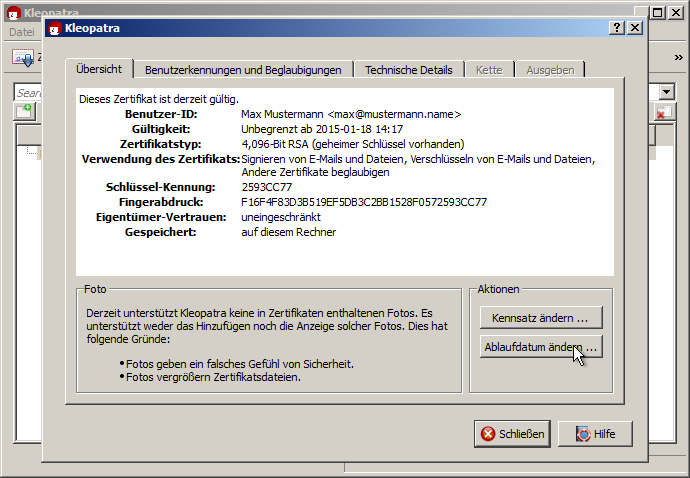 Kleopatra
Datei
Kleopatra
Übersicht
Benutzerkennungen und Beglaubigungen
Technische Details
Kette
Ausgeben
Dieses Zertifikat ist derzeit gültig.
Benutzer-ID: Max Mustermann <max@mustermann.name>
Gültigkeit: Unbegrenzt ab 2015-01-18 14:17
Zertifikatstyp: 4,096-Bit RSA (geheimer Schlüssel vorhanden)
Verwendung des Zertifikats: Signieren von E-Mails und Dateien, Verschlüsseln von E-Mails und Dateien,
Andere Zertifikate beglaubigen
Schlüssel-Kennung: 2593CC77
Fingerabdruck: F16F4F83D3B519EF5DB3C2BB1528F0572593CC77
Eigentümer-Vertrauen: uneingeschränkt
Gespeichert: auf diesem Rechner
Foto
Derzeit unterstützt Kleopatra keine in Zertifikaten enthaltenen Fotos. Es
unterstützt weder das Hinzufügen noch die Anzeige solcher Fotos. Dies hat
folgende Gründe:
•Fotos geben ein falsches Gefühl von Sicherheit.
•Fotos vergrößern Zertifikatsdateien.
Aktionen
Kennsatz ändern ...
Ablaufdatum ändern ...
Schließen
Hilfe